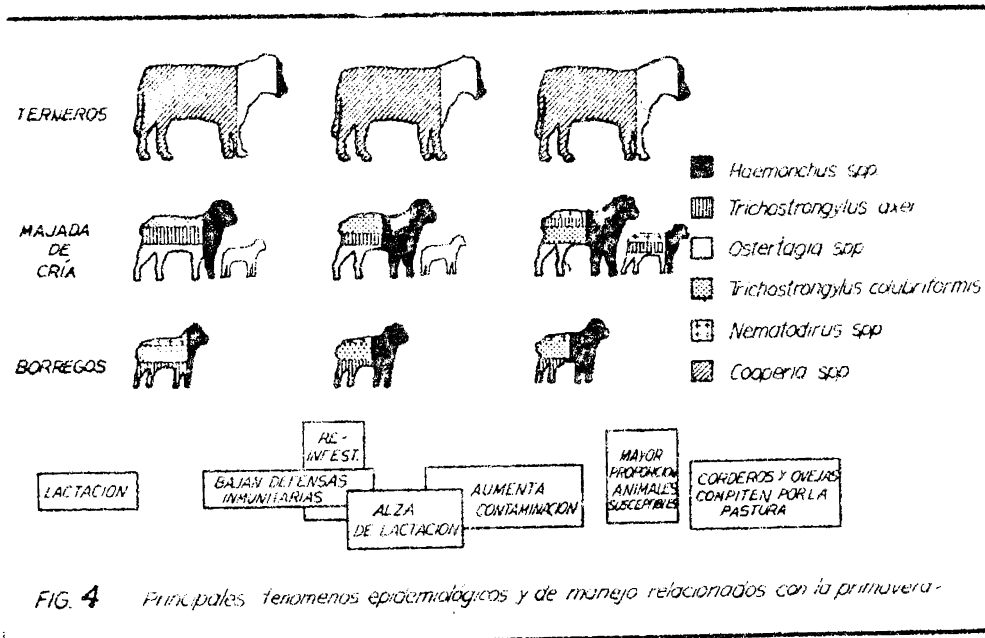 TERNEROS
MAJADA
DE
CRÍA
BORREGOS
Haemonchus spp
Trichostrongylus axei
Ostertagia spp
Trichostrongylus colubriformis
Nematodirus spp
Cooperia spp
LACTACION
RE-
INFEST.
BAJAN DEFENSAS
INMUNITARIAS
ALZA
DE LACTACION
AUMENTA
CONTAMINACION
MAYOR
PROPORCION
ANIMALES
SUSCEPTIBLES
CORDEROS Y OVEJAS
COMPITEN POR LA
PASTURA
FIG. 4 Principales fenomenos epidemiológicos y de manejo relacionados con la primavera-